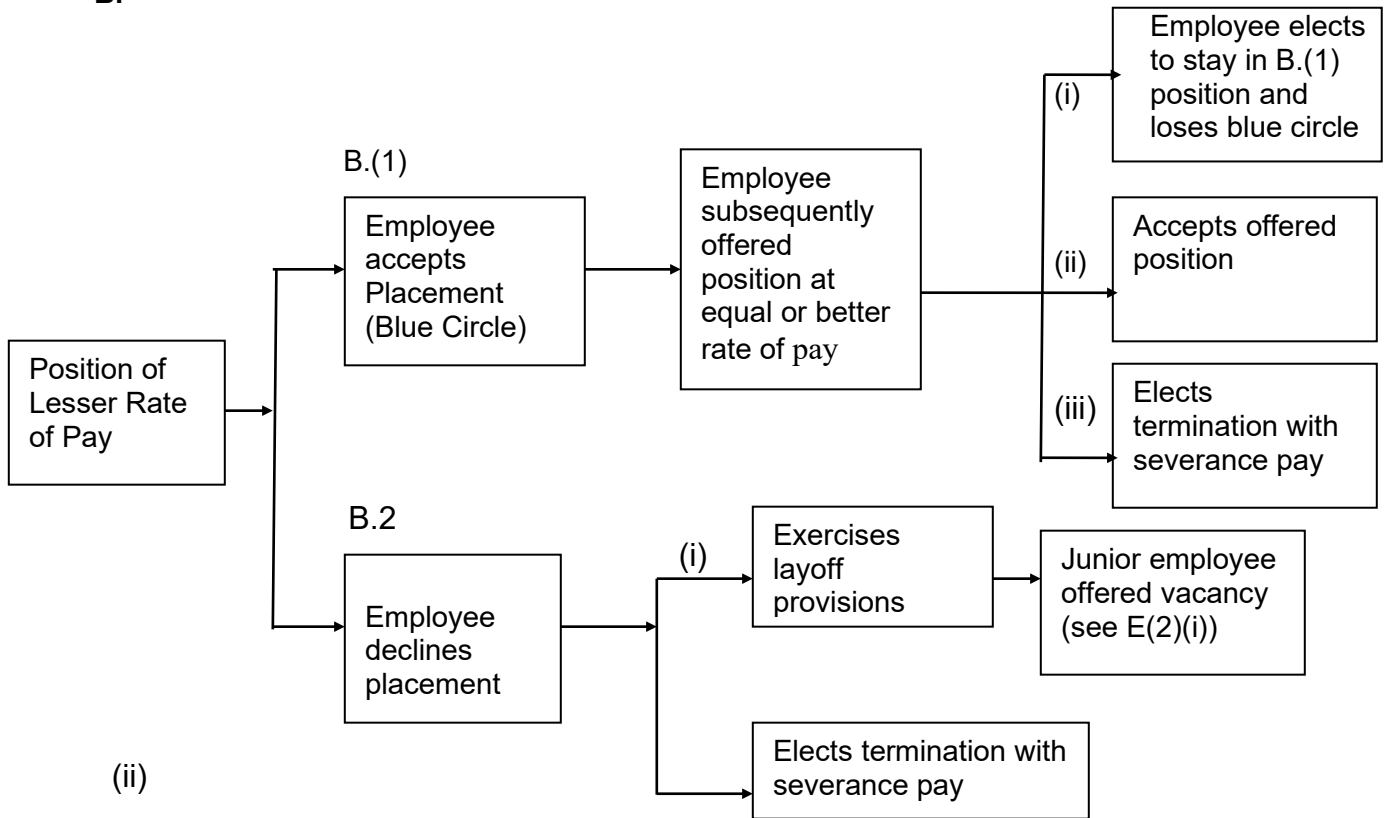 B.
Position of
Lesser Rate
of Pay
B.(1)
Employee
accepts
Placement
(Blue Circle)
Employee
subsequently
offered
position at
equal or better
rate of pay
(i)
Employee elects
to stay in B.(1)
position and
loses blue circle
(ii)
Accepts offered
position
(iii)
Elects
termination with
severance pay
B.2
Employee
declines
placement
(i)
Exercises
layoff
provisions
Junior employee
offered vacancy
(see E(2)(i))
(ii)
Elects termination with
severance pay